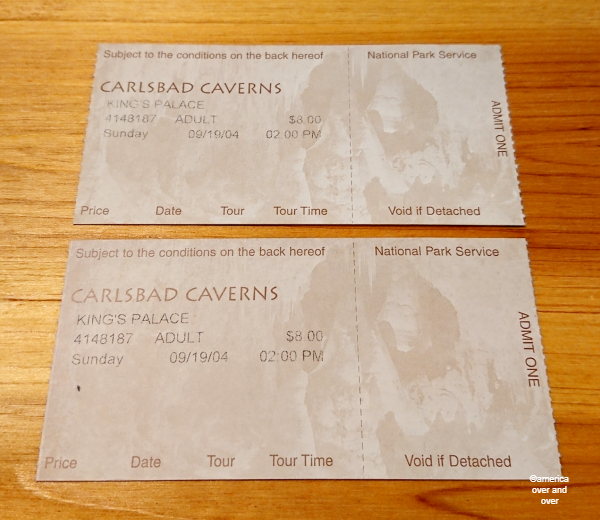 Subject to the conditions on the back hereof
National Park Service
CARLSBAD CAVERNS
KING'S PALACE
4148187 ADULT $8.00
Sunday 09/19/04 02:00 PM
ADMIT ONE
Price Date Tour Tour Time
Void if Detached
Subject to the conditions on the back hereof
National Park Service
CARLSBAD CAVERNS
KING'S PALACE
4148187 ADULT $8.00
Sunday 09/19/04 02:00 PM
ADMIT ONE
Price Date Tour Tour Time
Void if Detached
©america
over and
over